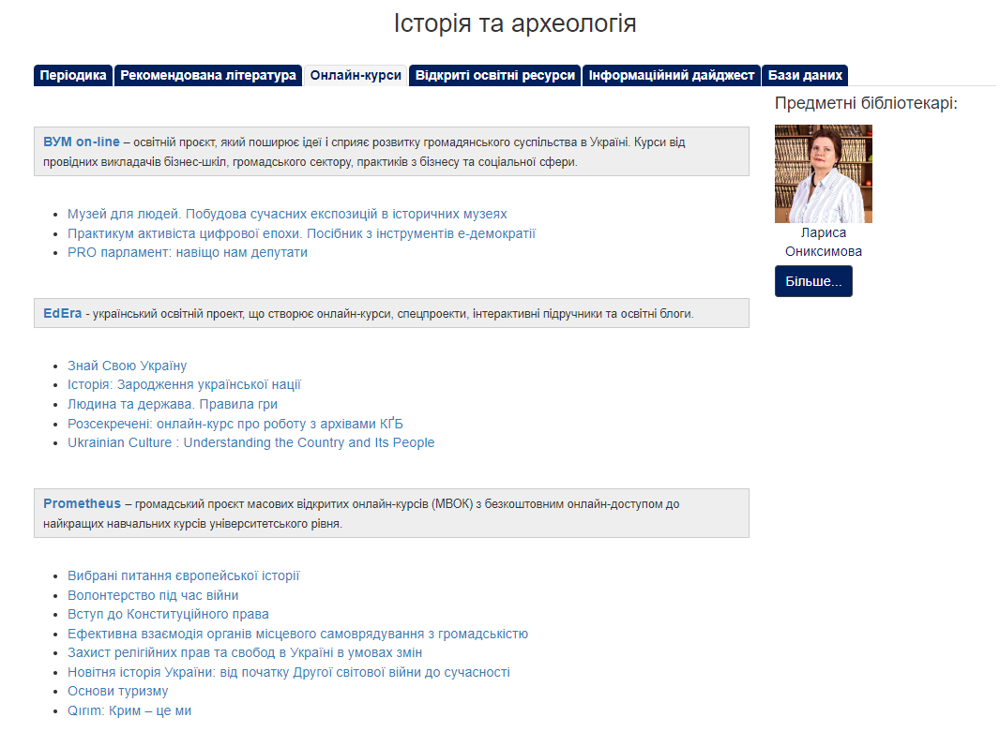 Історія та археологія
Періодика Рекомендована література Онлайн-курси Відкриті освітні ресурси Інформаційний дайджест Бази даних
ВУМ on-line – освітній проєкт, який поширює ідеї і сприяє розвитку громадянського суспільства в Україні. Курси від
провідних викладачів бізнес-шкіл, громадського сектору, практиків з бізнесу та соціальної сфери.
Музей для людей. Побудова сучасних експозицій в історичних музеях
Практикум активіста цифрової епохи. Посібник з інструментів е-демократії
PRO парламент: навіщо нам депутати
EdEra - український освітній проект, що створює онлайн-курси, спецпроекти, інтерактивні підручники та освітні блоги.
Знай Свою Україну
Історія: Зародження української нації
Людина та держава. Правила гри
Розсекречені: онлайн-курс про роботу з архівами КҐБ
Ukrainian Culture : Understanding the Country and Its People
Prometheus – громадський проєкт масових відкритих онлайн-курсів (МВОК) з безкоштовним онлайн-доступом до
найкращих навчальних курсів університетського рівня.
Вибрані питання європейської історії
Волонтерство під час війни
Вступ до Конституційного права
Ефективна взаємодія органів місцевого самоврядування з громадськістю
Захист релігійних прав та свобод в Україні в умовах змін
Новітня історія України: від початку Другої світової війни до сучасності
Основи туризму
Qırım: Крим – це ми
Предметні бібліотекарі:
Лариса
Ониксимова
Більше...